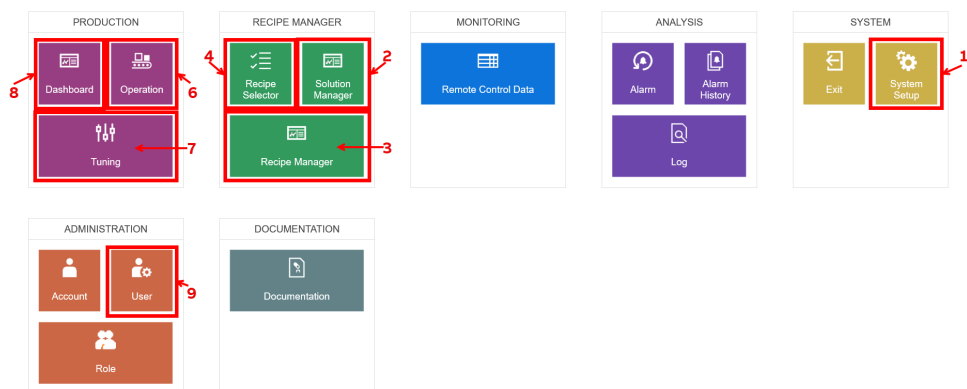 PRODUCTION
RECIPE MANAGER
MONITORING
ANALYSIS
SYSTEM
8
Dashboard
Operation
6
Tuning
7
4
Recipe
Selector
Solution
Manager
2
Recipe Manager
3
Remote Control Data
Alarm
Alarm
History
Log
Exit
System
Setup
1
ADMINISTRATION
DOCUMENTATION
Account
User
9
Role
Documentation